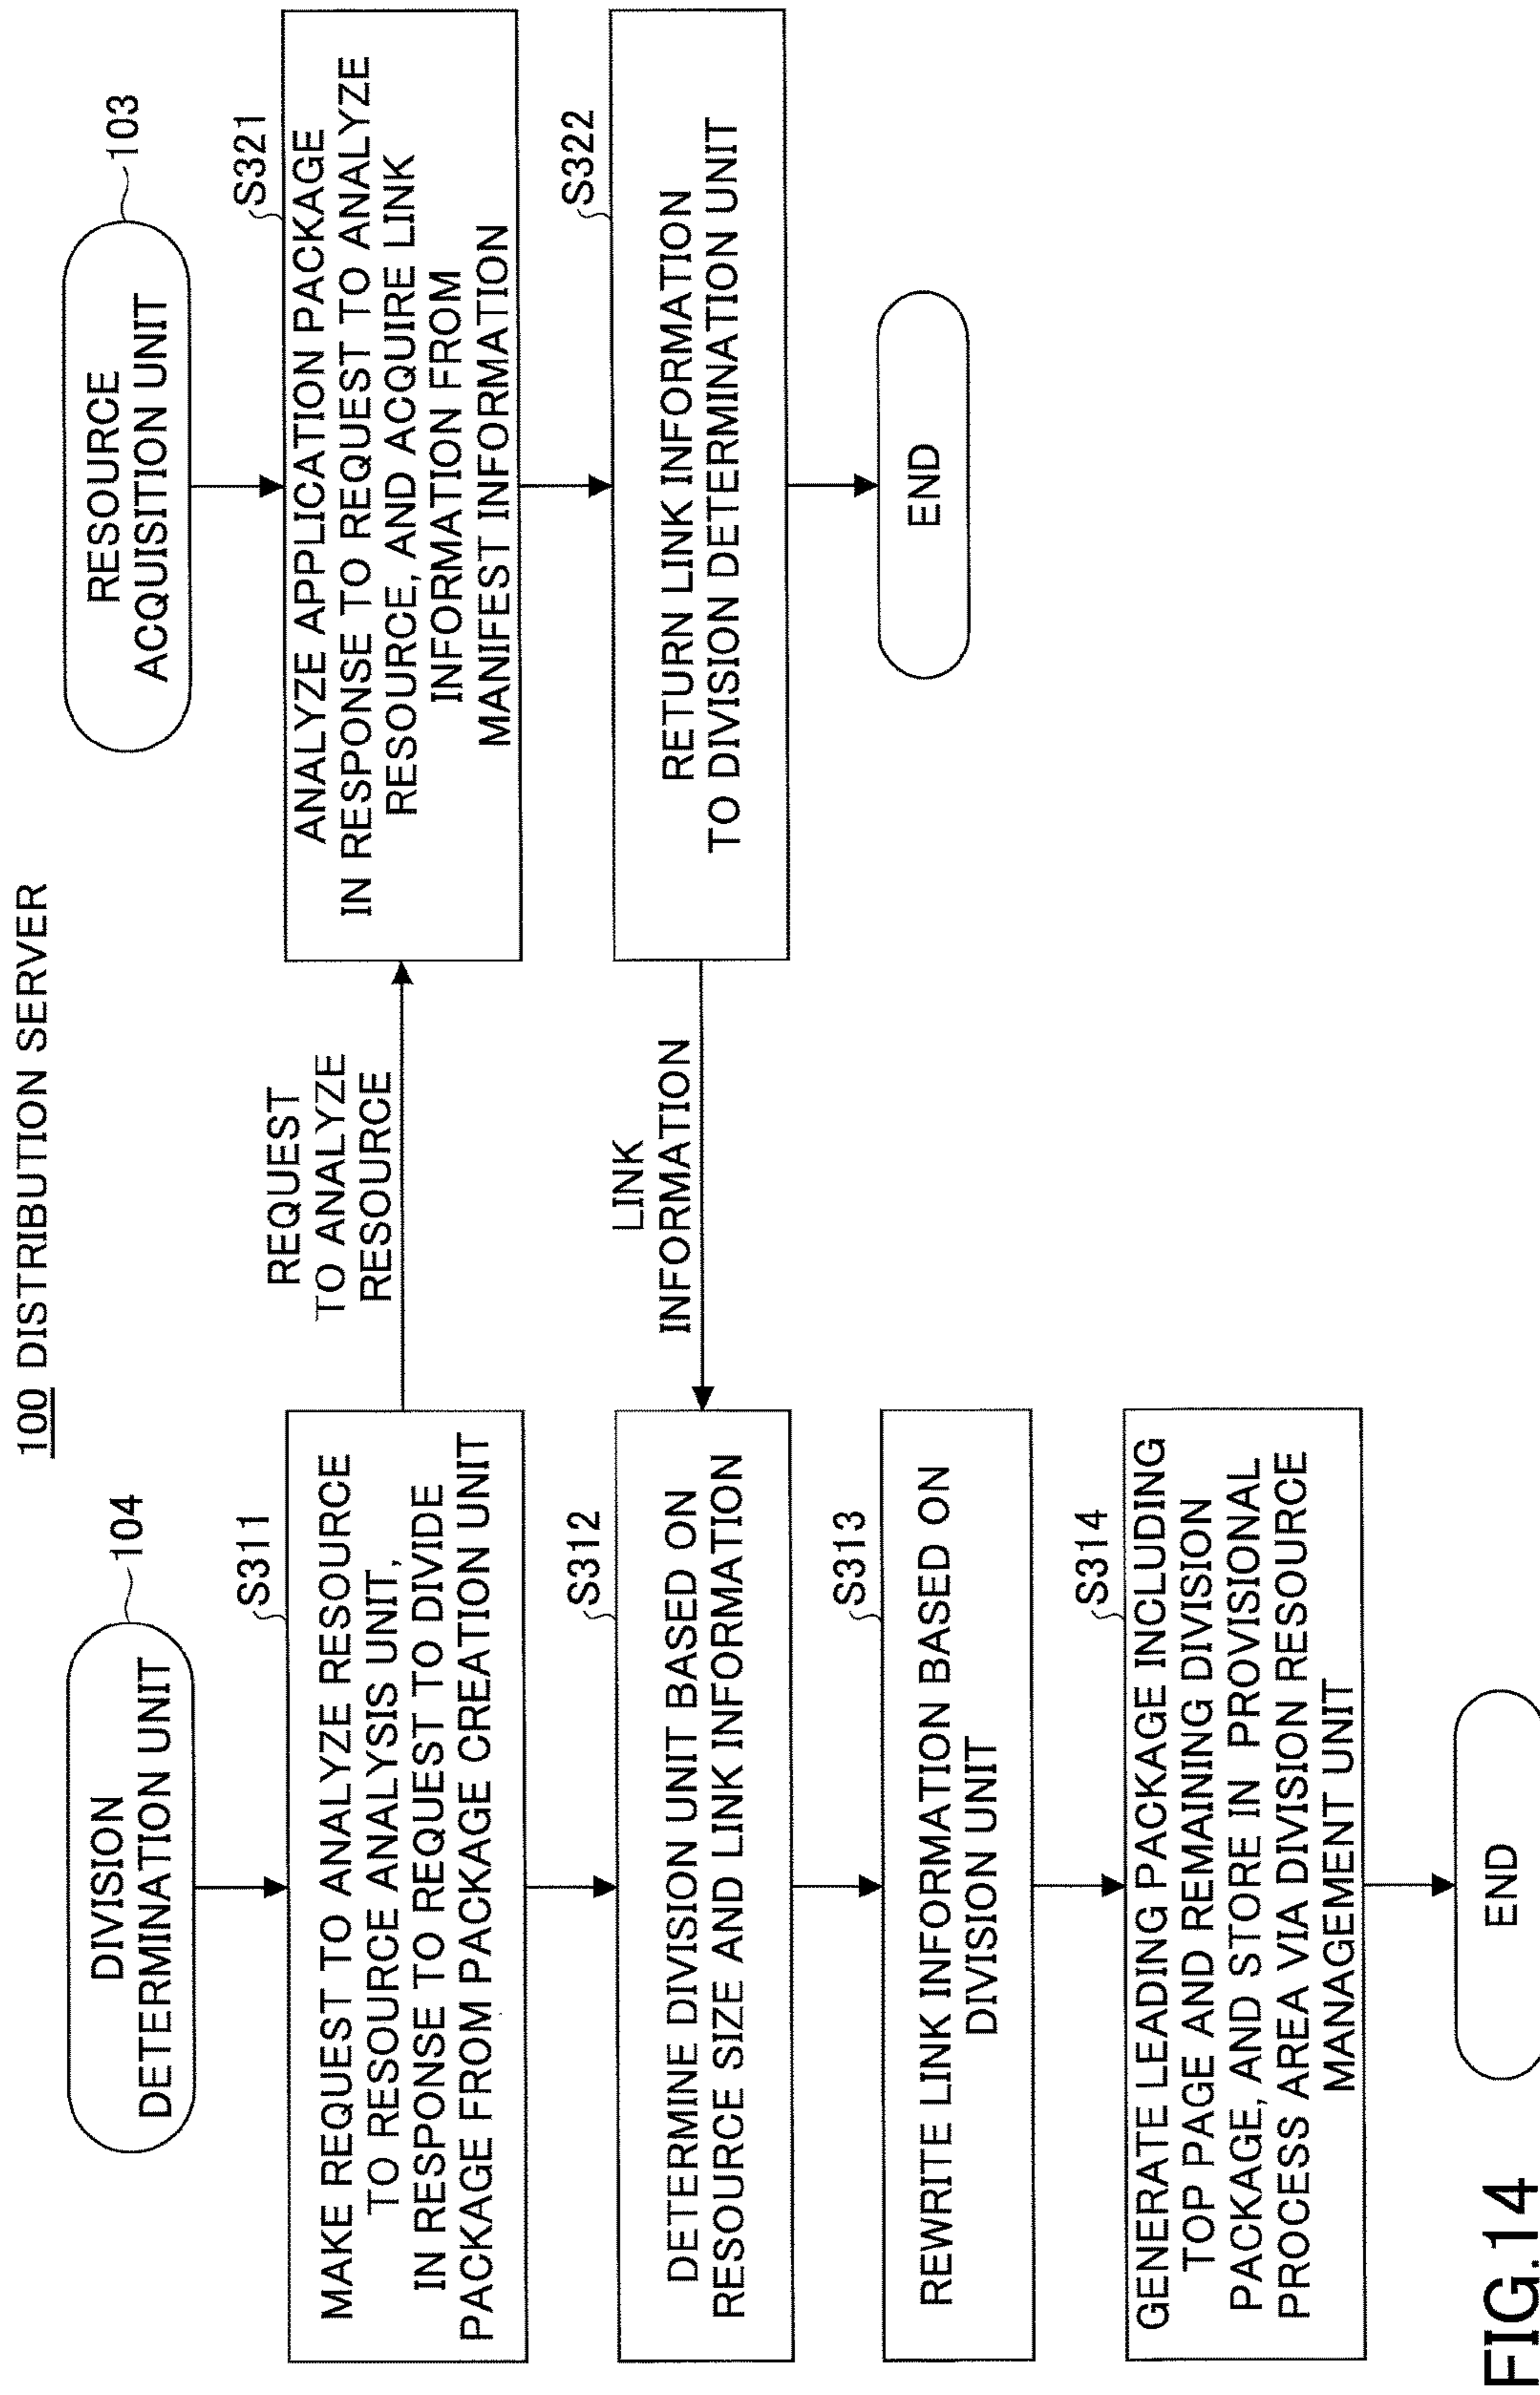 100 DISTRIBUTION SERVER
DIVISION
DETERMINATION UNIT
104
S311
MAKE REQUEST TO ANALYZE RESOURCE
TO RESOURCE ANALYSIS UNIT,
IN RESPONSE TO REQUEST TO DIVIDE
PACKAGE FROM PACKAGE CREATION UNIT
S312
DETERMINE DIVISION UNIT BASED ON
RESOURCE SIZE AND LINK INFORMATION
S313
REWRITE LINK INFORMATION BASED ON
DIVISION UNIT
S314
GENERATE LEADING PACKAGE INCLUDING
TOP PAGE AND REMAINING DIVISION
PACKAGE, AND STORE IN PROVISIONAL
PROCESS AREA VIA DIVISION RESOURCE
MANAGEMENT UNIT
END
REQUEST
TO ANALYZE
RESOURCE
LINK
INFORMATION
RESOURCE
ACQUISITION UNIT
103
S321
ANALYZE APPLICATION PACKAGE
IN RESPONSE TO REQUEST TO ANALYZE
RESOURCE, AND ACQUIRE LINK
INFORMATION FROM
MANIFEST INFORMATION
S322
RETURN LINK INFORMATION
TO DIVISION DETERMINATION UNIT
END
FIG.14